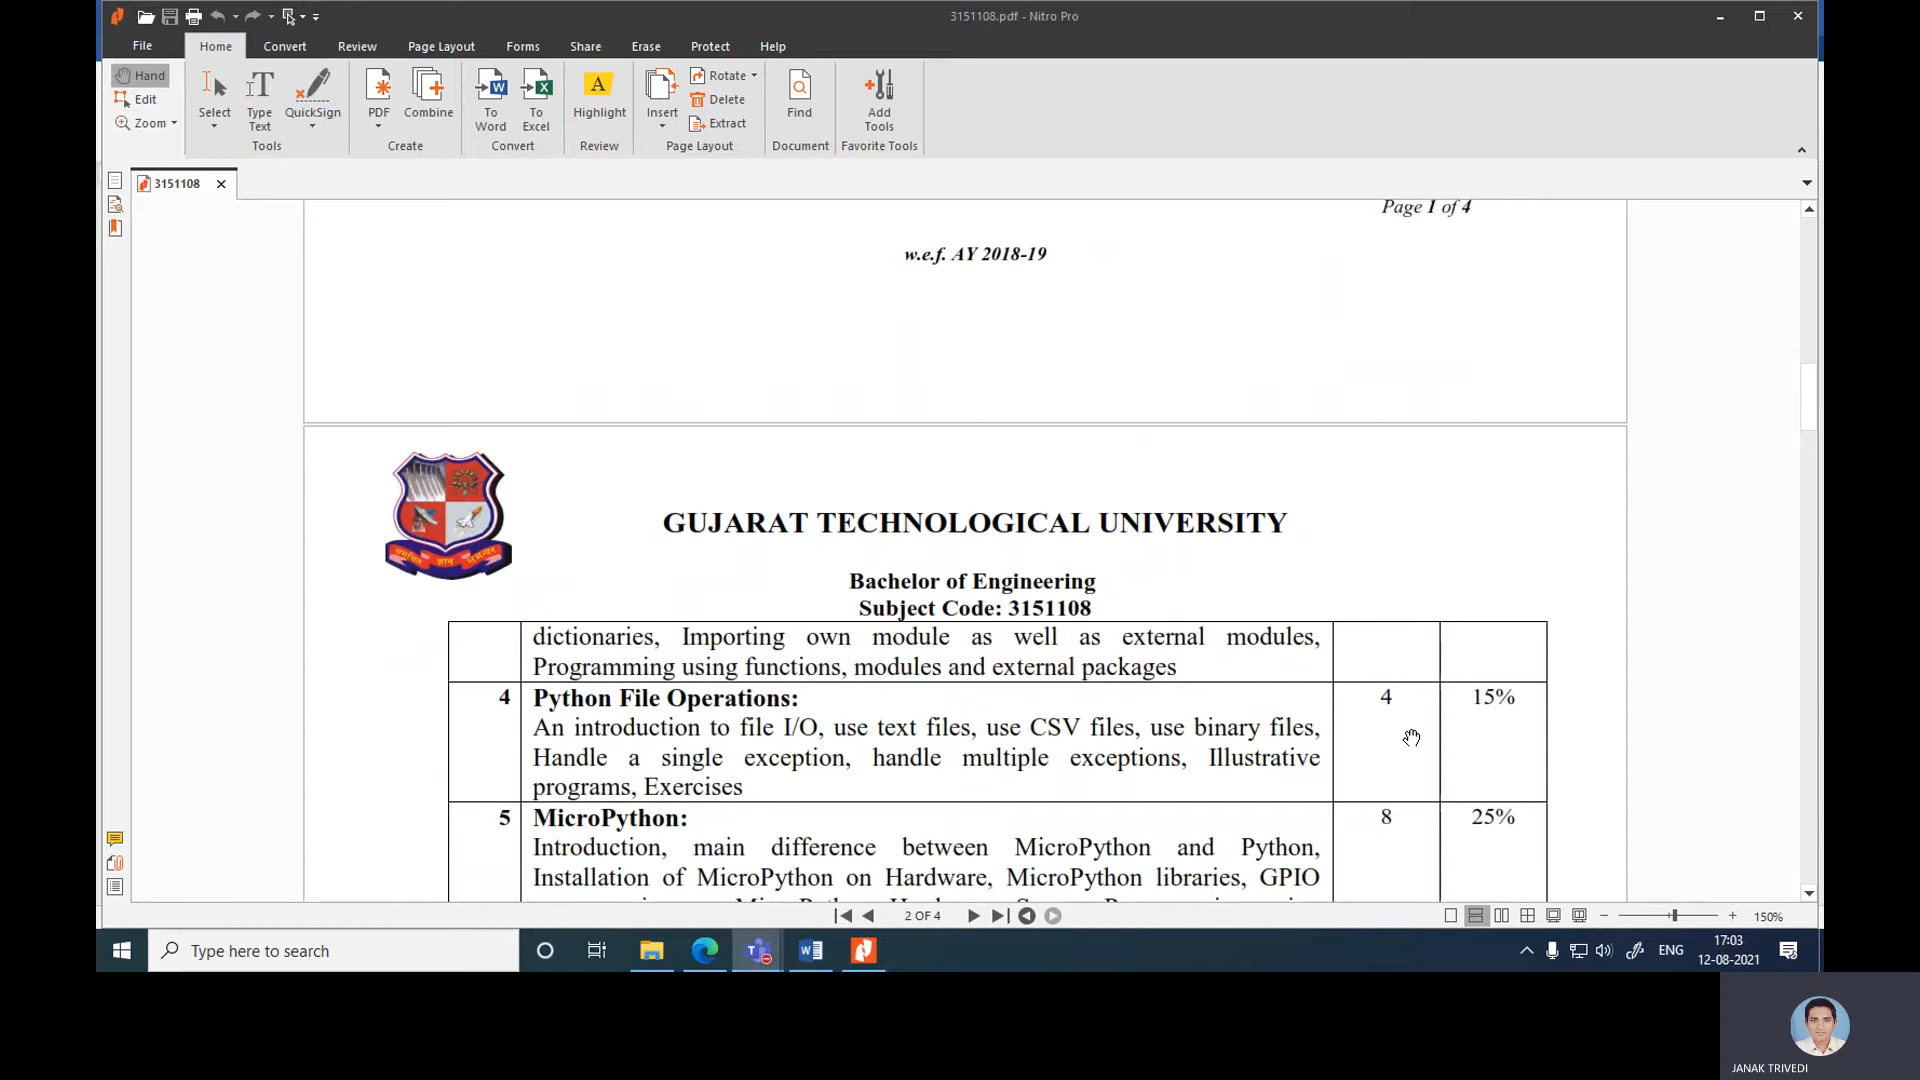 3151108.pdf - Nitro Pro
File Home Convert Review Page Layout Forms Share Erase Protect Help
Hand
Edit
Zoom
Select
Type Text
QuickSign
Tools
PDF
Combine
Create
To Word
To Excel
Convert
Highlight
Review
Insert
Rotate
Delete
Extract
Page Layout
Find
Document
Add Tools
Favorite Tools
3151108
Page 1 of 4
w.e.f. AY 2018-19
GUJARAT TECHNOLOGICAL UNIVERSITY
Bachelor of Engineering
Subject Code: 3151108
dictionaries, Importing own module as well as external modules,
Programming using functions, modules and external packages
4 Python File Operations: 4 15%
An introduction to file I/O, use text files, use CSV files, use binary files,
Handle a single exception, handle multiple exceptions, Illustrative
programs, Exercises
5 MicroPython: 8 25%
Introduction, main difference between MicroPython and Python,
Installation of MicroPython on Hardware, MicroPython libraries, GPIO
2 OF 4
150%
Type here to search
ENG
17:03
12-08-2021
JANAK TRIVEDI